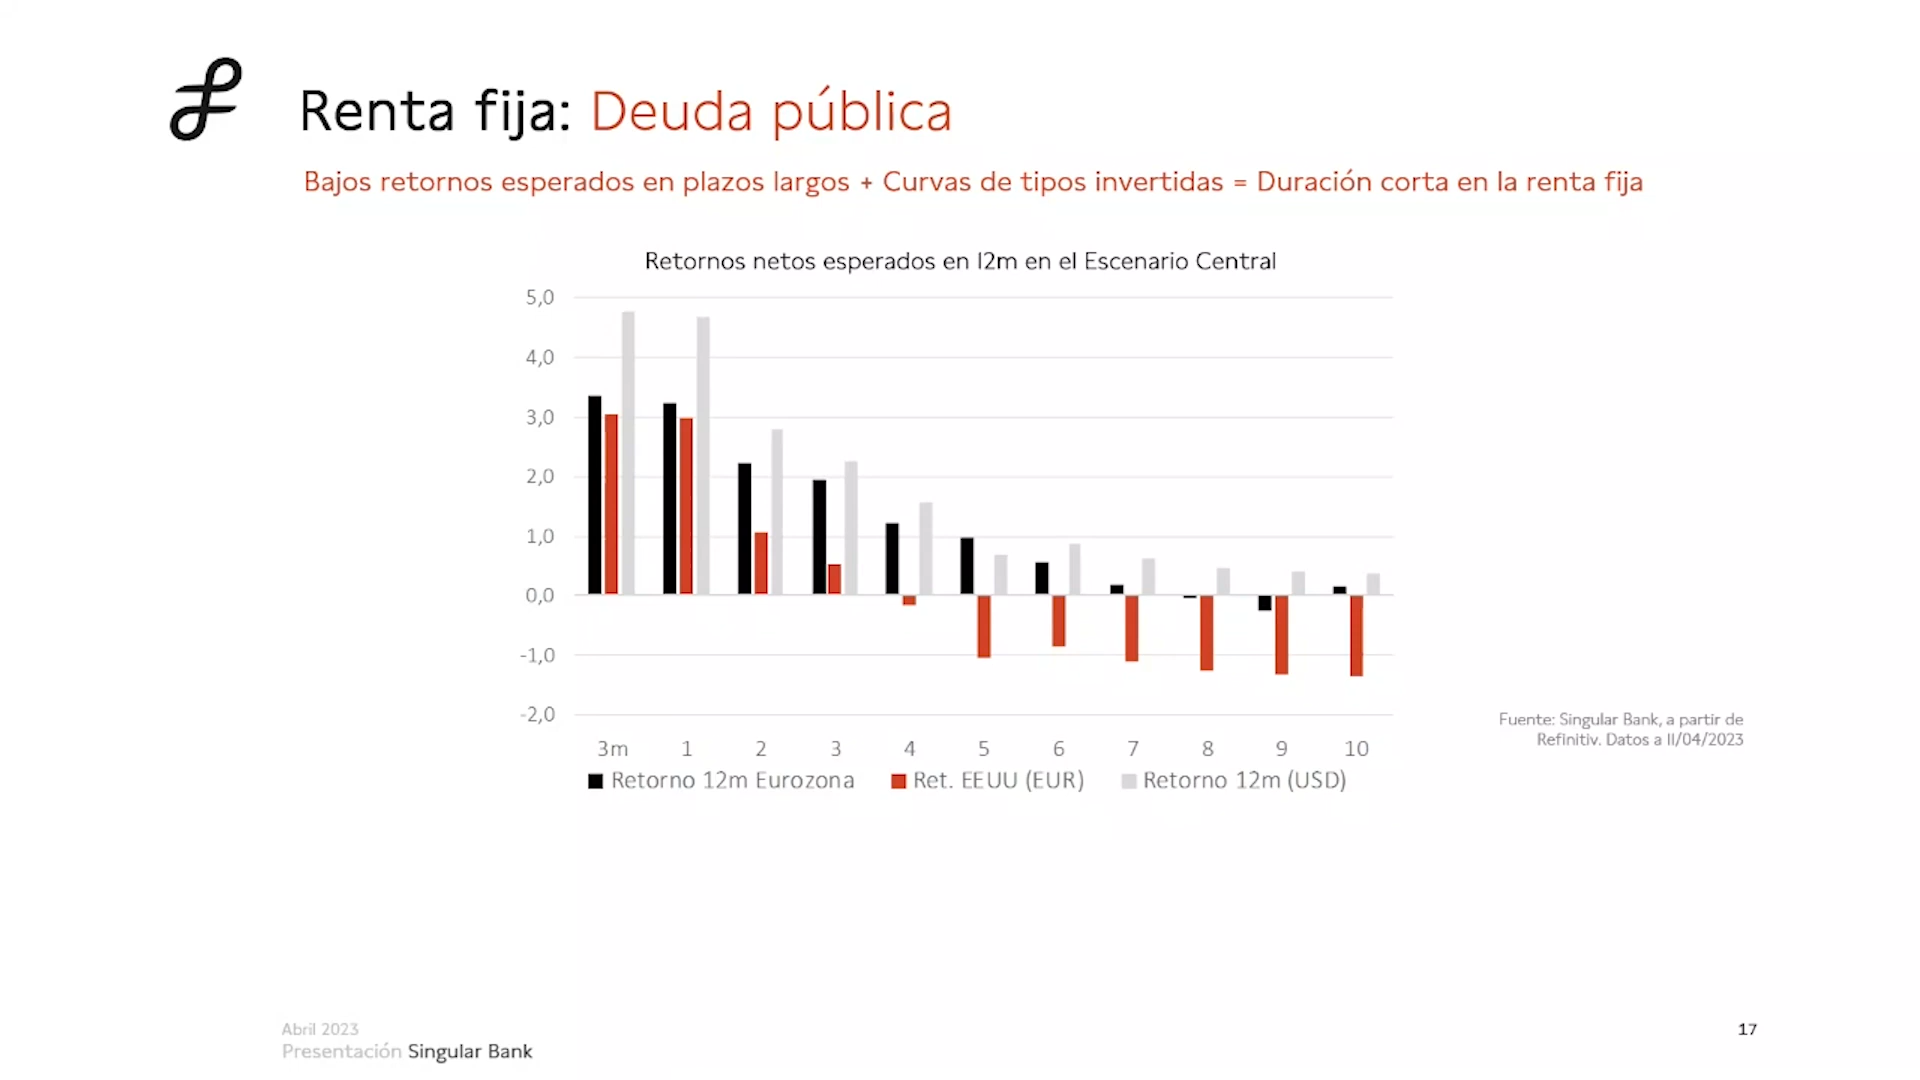 Renta fija: Deuda pública
Bajos retornos esperados en plazos largos + Curvas de tipos invertidas = Duración corta en la renta fija
Retornos netos esperados en 12m en el Escenario Central
5,0
4,0
3,0
2,0
1,0
0,0
-1,0
-2,0
3m 1 2 3 4 5 6 7 8 9 10
Retorno 12m Eurozona Ret. EEUU (EUR) Retorno 12m (USD)
Fuente: Singular Bank, a partir de
Refinitiv. Datos a 11/04/2023
Abril 2023
Presentación Singular Bank
17